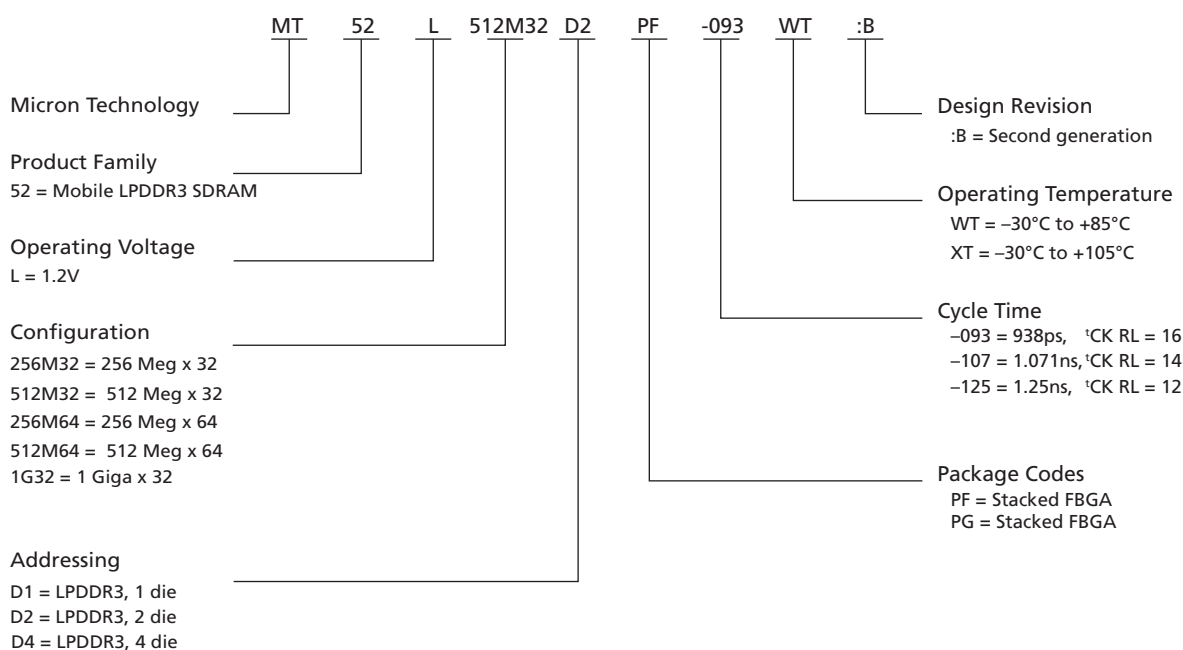 MT 52 L 512M32 D2 PF -093 WT :B
Micron Technology
Product Family
52 = Mobile LPDDR3 SDRAM
Operating Voltage
L = 1.2V
Configuration
256M32 = 256 Meg x 32
512M32 = 512 Meg x 32
256M64 = 256 Meg x 64
512M64 = 512 Meg x 64
1G32 = 1 Giga x 32
Addressing
D1 = LPDDR3, 1 die
D2 = LPDDR3, 2 die
D4 = LPDDR3, 4 die
Design Revision
:B = Second generation
Operating Temperature
WT = –30°C to +85°C
XT = –30°C to +105°C
Cycle Time
–093 = 938ps, ᵗCK RL = 16
–107 = 1.071ns, ᵗCK RL = 14
–125 = 1.25ns, ᵗCK RL = 12
Package Codes
PF = Stacked FBGA
PG = Stacked FBGA